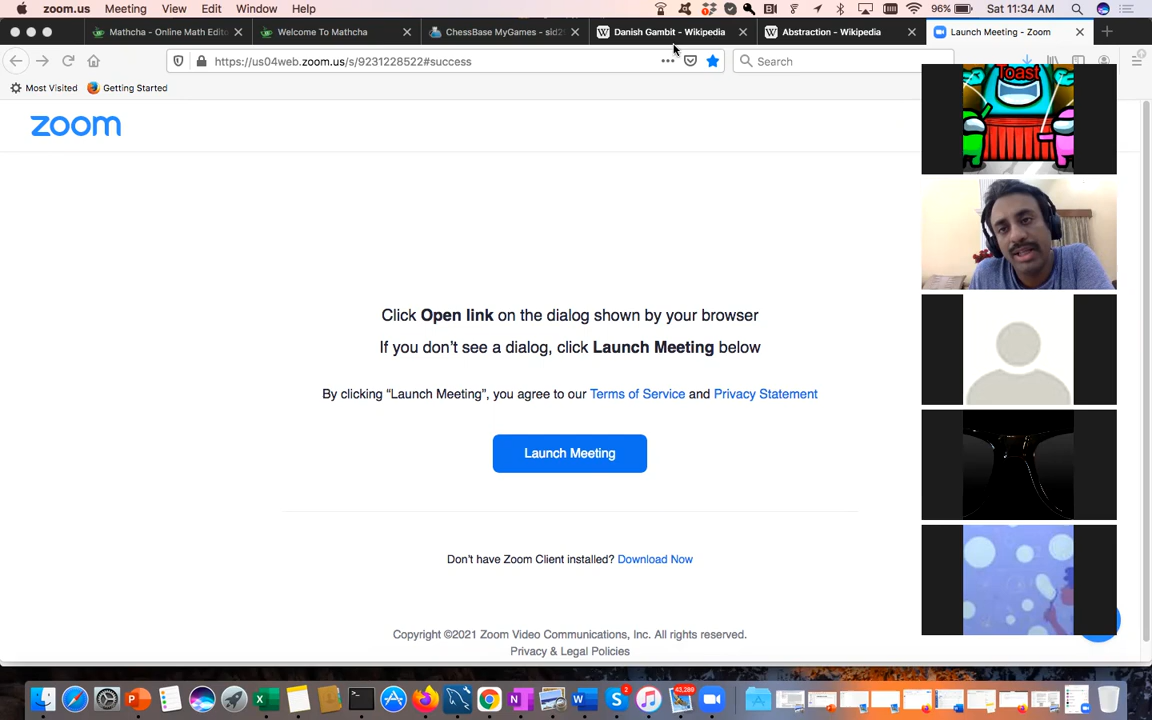 zoom.us Meeting View Edit Window Help 96% Sat 11:34 AM
Mathcha - Online Math Edito Welcome To Mathcha ChessBase MyGames - sid2 Danish Gambit - Wikipedia Abstraction - Wikipedia Launch Meeting - Zoom
https://us04web.zoom.us/s/9231228522#success Search
Most Visited Getting Started
Toast
zoom
Click Open link on the dialog shown by your browser
If you don't see a dialog, click Launch Meeting below
By clicking “Launch Meeting”, you agree to our Terms of Service and Privacy Statement
Launch Meeting
Don't have Zoom Client installed? Download Now
Copyright ©2021 Zoom Video Communications, Inc. All rights reserved.
Privacy & Legal Policies
2 43,280